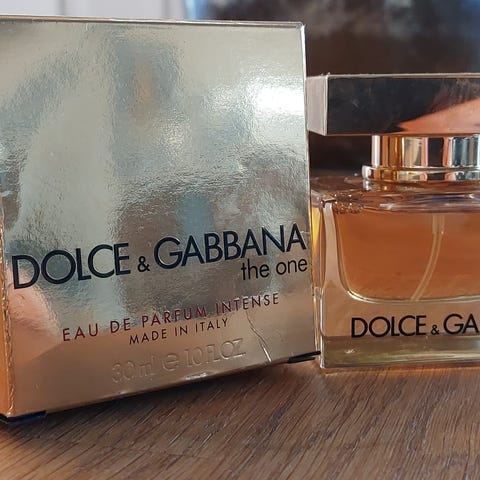 DOLCE & GABBANA
the one
EAU DE PARFUM INTENSE
MADE IN ITALY
30 ml e 1.0 FL.OZ
DOLCE & GA